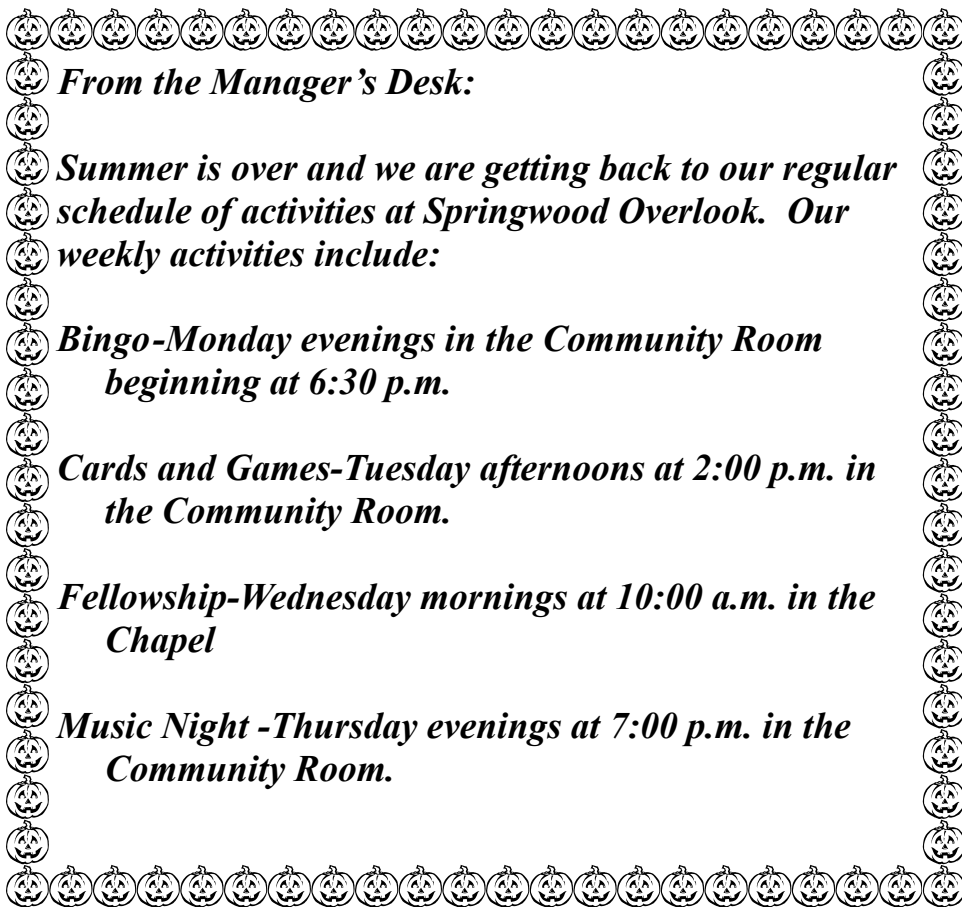 From the Manager’s Desk:
Summer is over and we are getting back to our regular
schedule of activities at Springwood Overlook.  Our
weekly activities include:
Bingo-Monday evenings in the Community Room
beginning at 6:30 p.m.
Cards and Games-Tuesday afternoons at 2:00 p.m. in
the Community Room.
Fellowship-Wednesday mornings at 10:00 a.m. in the
Chapel
Music Night -Thursday evenings at 7:00 p.m. in the
Community Room.